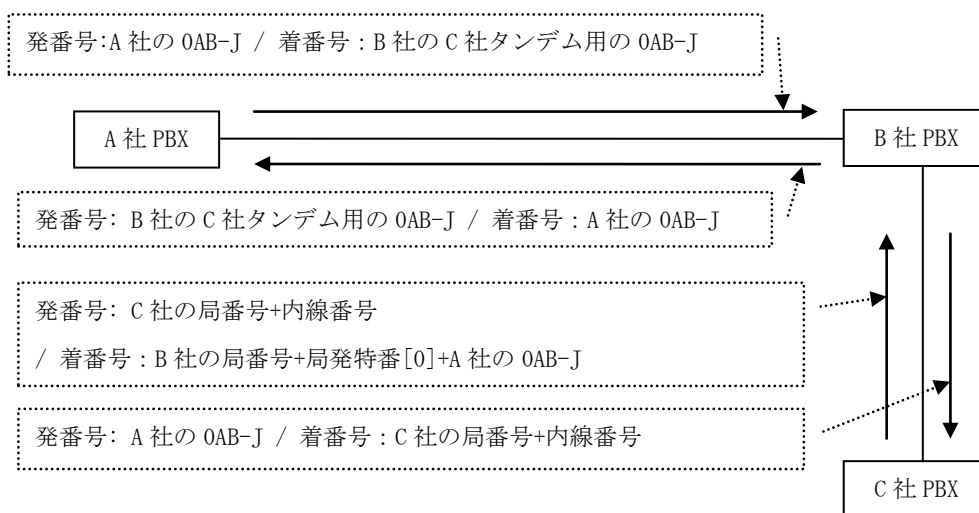 発番号:A 社の 0AB-J / 着番号：B 社の C 社タンデム用の 0AB-J
A 社 PBX
B 社 PBX
発番号: B 社の C 社タンデム用の 0AB-J / 着番号：A 社の 0AB-J
発番号: C 社の局番号+内線番号
/ 着番号：B 社の局番号+局発特番[0]+A 社の 0AB-J
発番号: A 社の 0AB-J / 着番号：C 社の局番号+内線番号
C 社 PBX